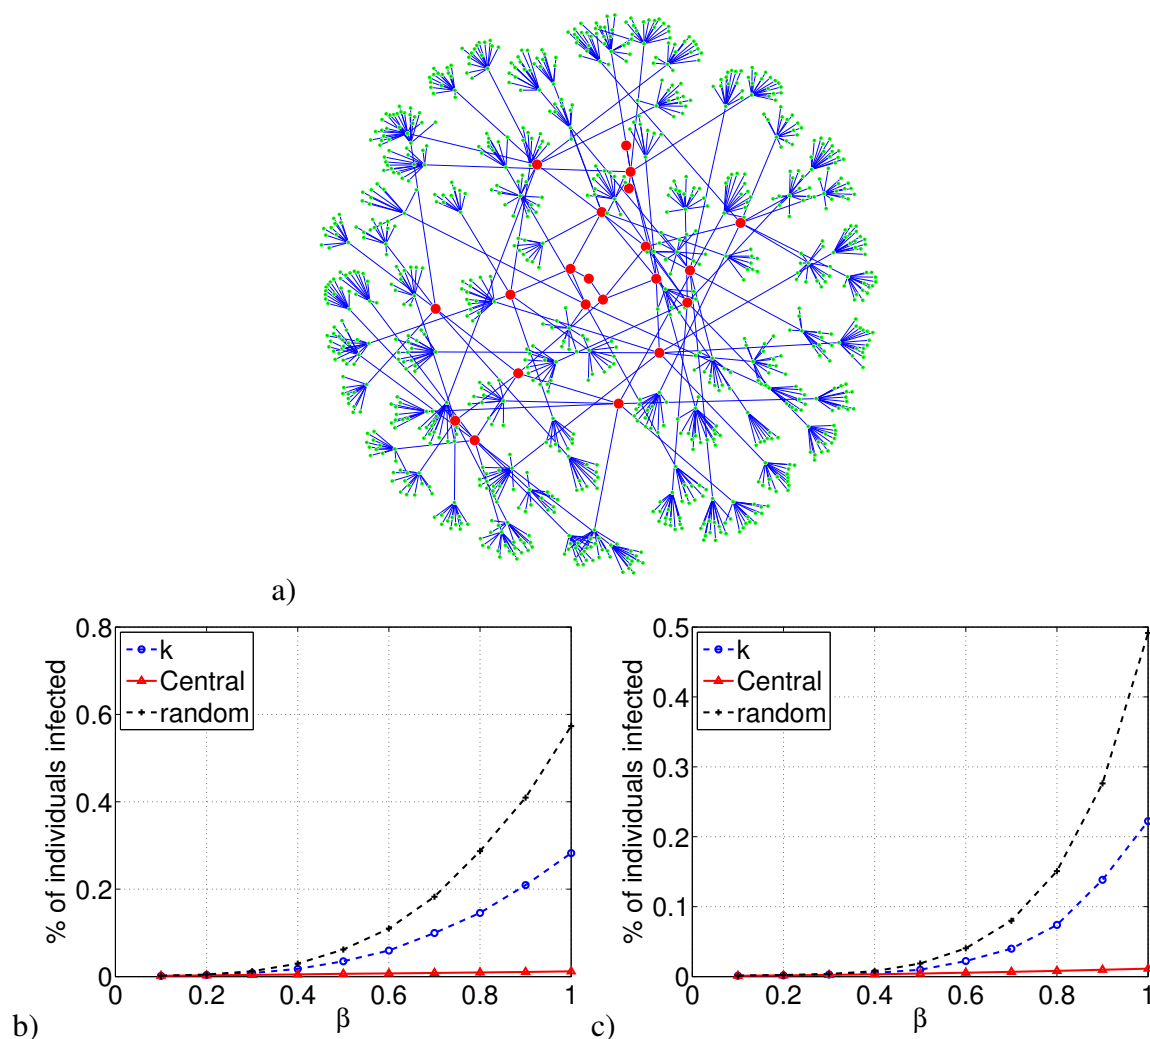 a)
0.8
0.6
0.4
0.2
0
0 0.2 0.4 0.6 0.8 1
% of individuals infected
β
k
Central
random
b)
0.5
0.4
0.3
0.2
0.1
0
0 0.2 0.4 0.6 0.8 1
% of individuals infected
β
k
Central
random
c)